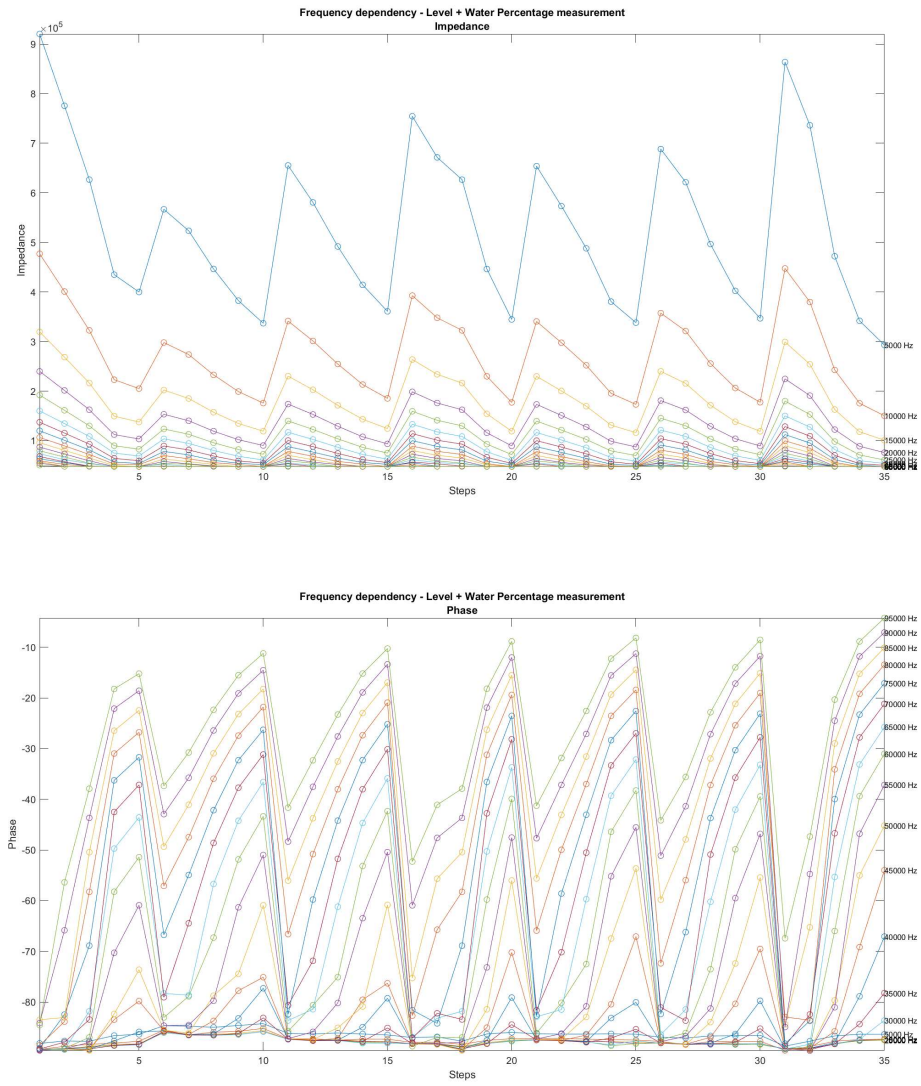 Frequency dependency - Level + Water Percentage measurement
Impedance
×10⁵
9
8
7
6
5
4
3
2
1
Impedance
5 10 15 20 25 30 35
Steps
5000 Hz
10000 Hz
15000 Hz
20000 Hz
25000 Hz
Frequency dependency - Level + Water Percentage measurement
Phase
-10
-20
-30
-40
-50
-60
-70
-80
Phase
5 10 15 20 25 30 35
Steps
95000 Hz
90000 Hz
85000 Hz
80000 Hz
75000 Hz
70000 Hz
65000 Hz
60000 Hz
55000 Hz
50000 Hz
45000 Hz
40000 Hz
35000 Hz
30000 Hz